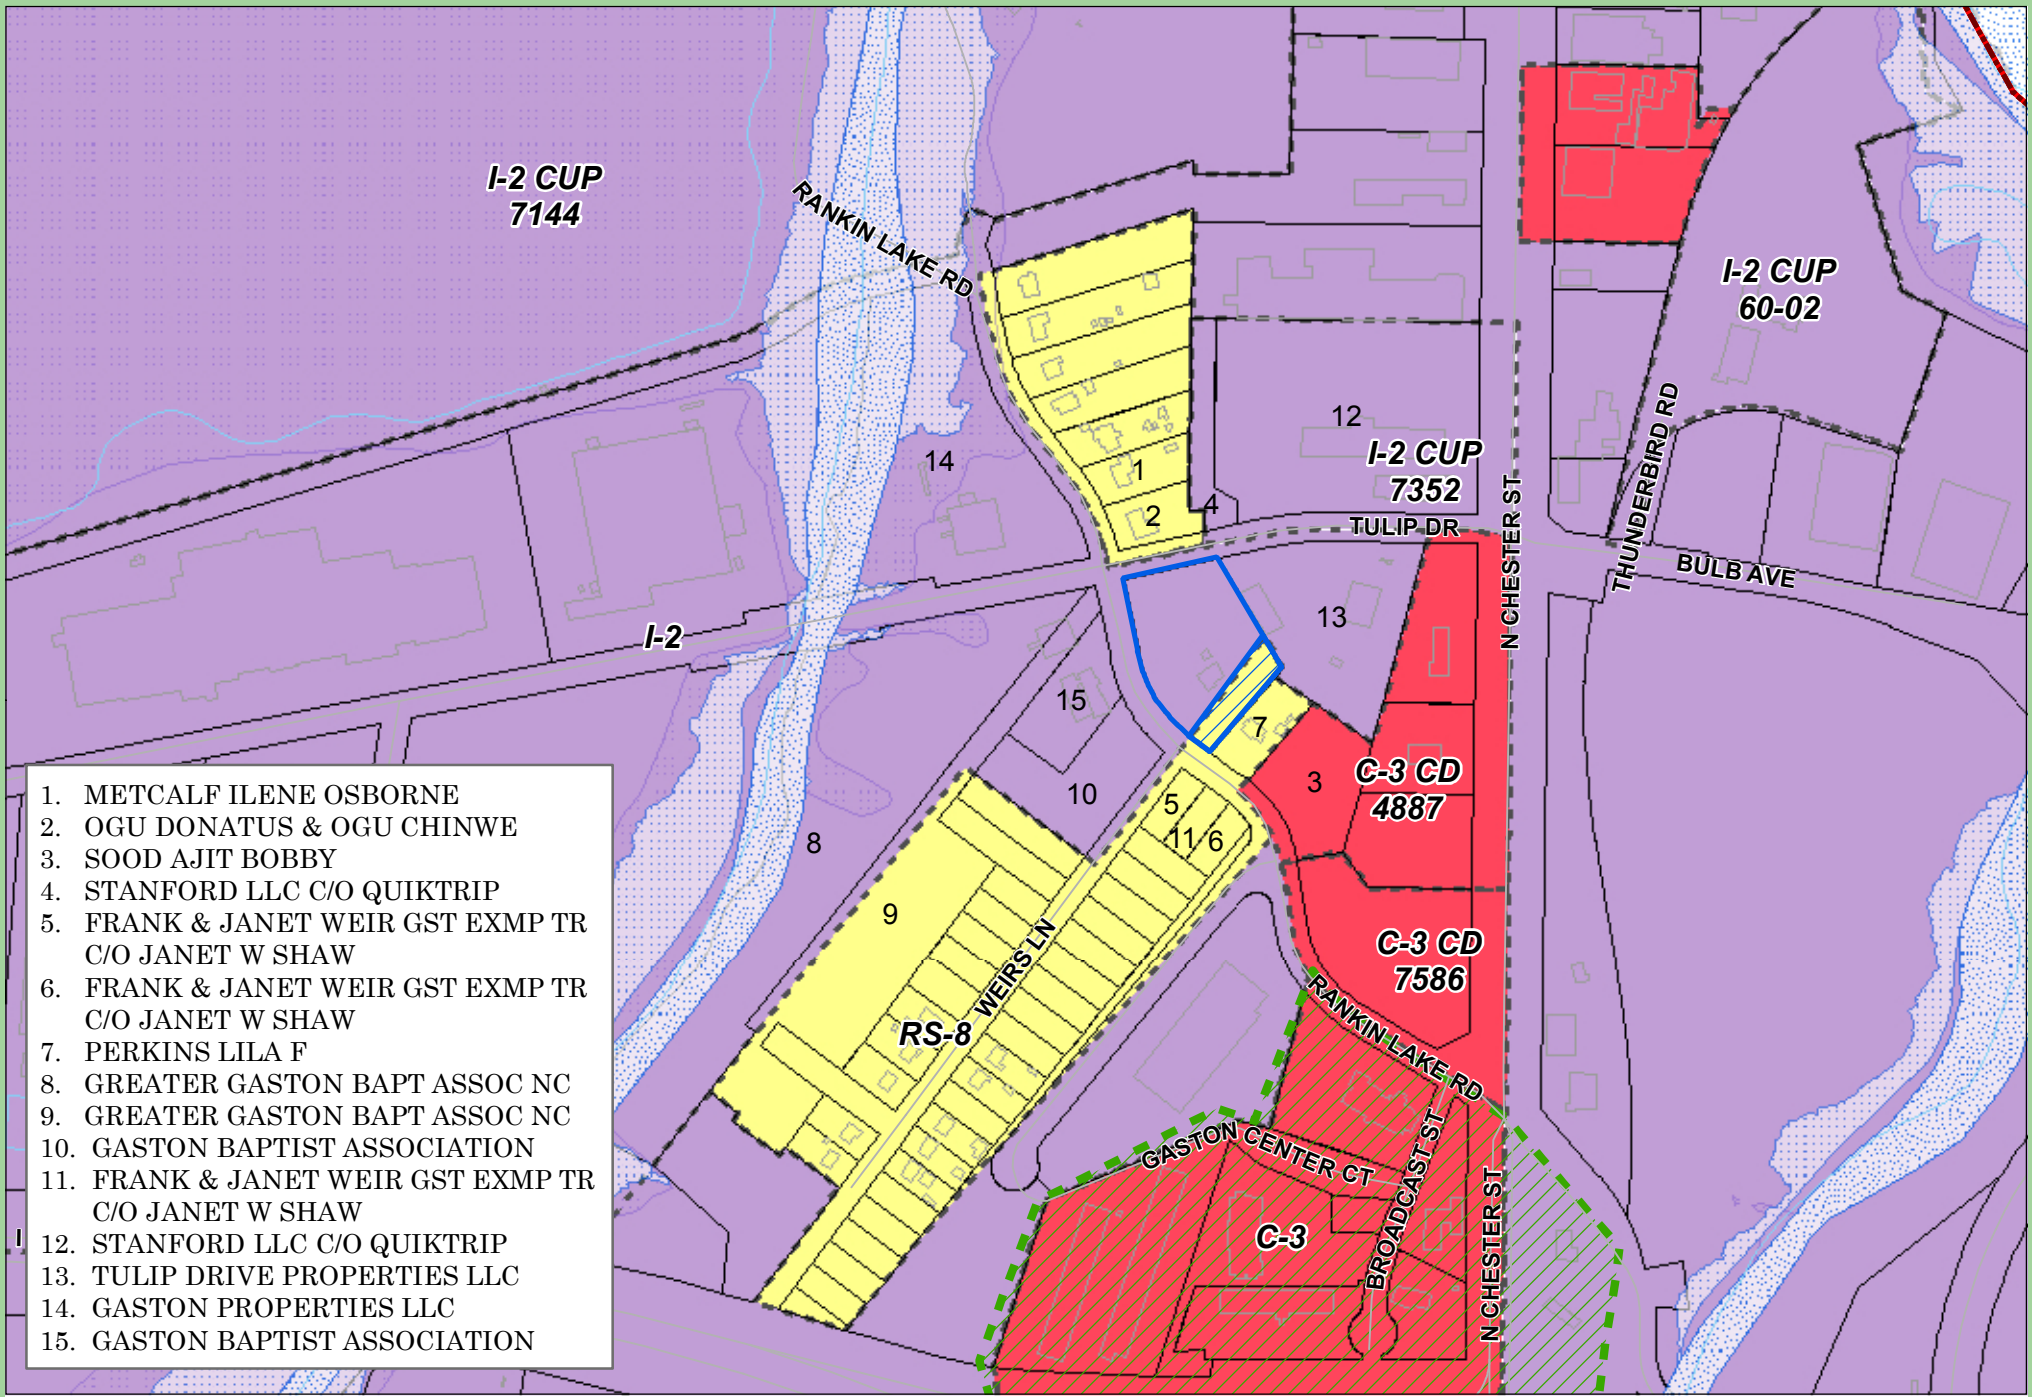 I-2 CUP
7144
RANKIN LAKE RD
I-2 CUP
60-02
14
12
I-2 CUP
7352
1
2
4
TULIP DR
N CHESTER ST
THUNDERBIRD RD
BULB AVE
I-2
13
15
7
10
3
C-3 CD
4887
5
11
6
8
9
WEIRS LN
RS-8
C-3 CD
7586
RANKIN LAKE RD
GASTON CENTER CT
BROADCAST ST
N CHESTER ST
C-3
I
1. METCALF ILENE OSBORNE
2. OGU DONATUS & OGU CHINWE
3. SOOD AJIT BOBBY
4. STANFORD LLC C/O QUIKTRIP
5. FRANK & JANET WEIR GST EXMP TR
C/O JANET W SHAW
6. FRANK & JANET WEIR GST EXMP TR
C/O JANET W SHAW
7. PERKINS LILA F
8. GREATER GASTON BAPT ASSOC NC
9. GREATER GASTON BAPT ASSOC NC
10. GASTON BAPTIST ASSOCIATION
11. FRANK & JANET WEIR GST EXMP TR
C/O JANET W SHAW
12. STANFORD LLC C/O QUIKTRIP
13. TULIP DRIVE PROPERTIES LLC
14. GASTON PROPERTIES LLC
15. GASTON BAPTIST ASSOCIATION